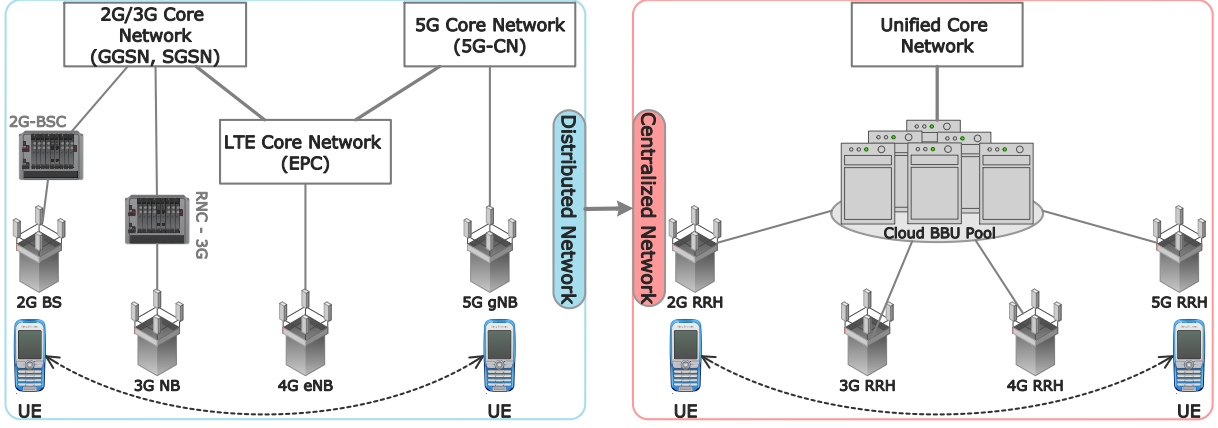 2G/3G Core
Network
(GGSN, SGSN)
5G Core Network
(5G-CN)
2G-BSC
LTE Core Network
(EPC)
RNC - 3G
2G BS
3G NB
4G eNB
5G gNB
UE
UE
Distributed Network
Centralized Network
Unified Core
Network
Cloud BBU Pool
2G RRH
3G RRH
4G RRH
5G RRH
UE
UE